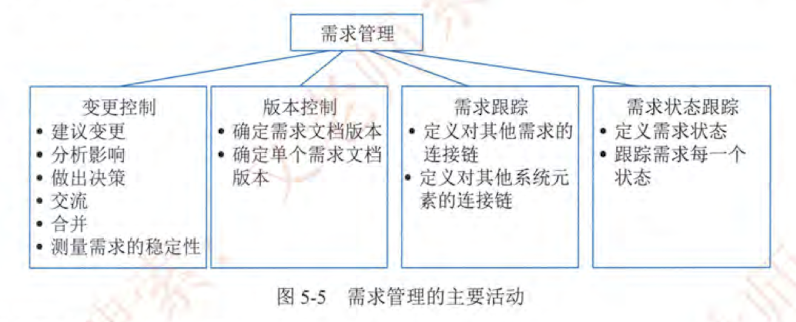 需求管理
变更控制
• 建议变更
• 分析影响
• 做出决策
• 交流
• 合并
• 测量需求的稳定性
版本控制
• 确定需求文档版本
• 确定单个需求文档
版本
需求跟踪
• 定义对其他需求的
连接链
• 定义对其他系统元
素的连接链
需求状态跟踪
• 定义需求状态
• 跟踪需求每一个
状态
图 5-5 需求管理的主要活动